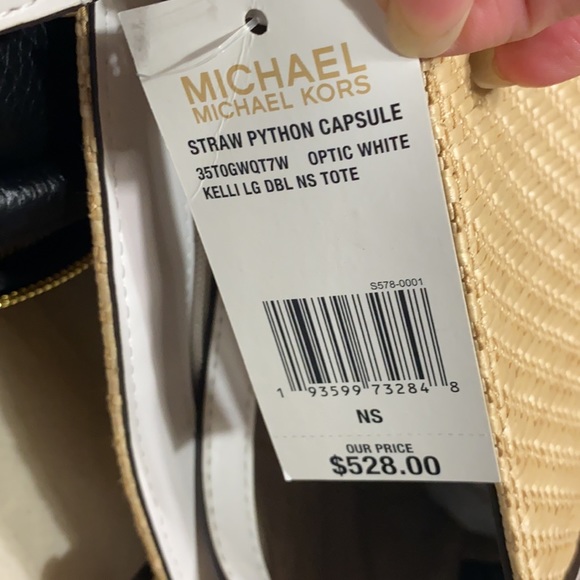 MICHAEL
MICHAEL KORS
STRAW PYTHON CAPSULE
35T0GWQT7W OPTIC WHITE
KELLI LG DBL NS TOTE
S578-0001
1 93599 73284 8
NS
OUR PRICE
$528.00